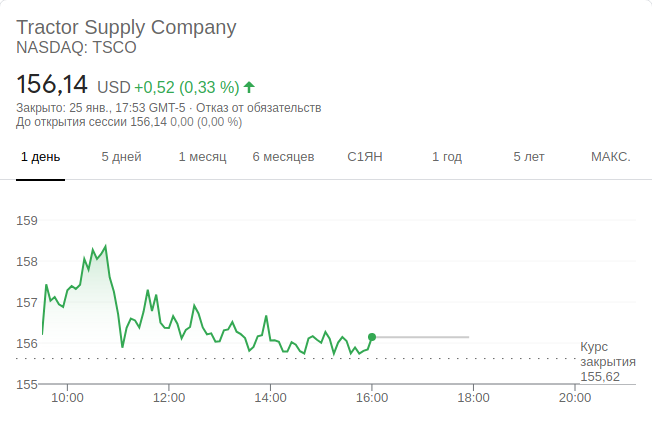 Tractor Supply Company
NASDAQ: TSCO
156,14 USD +0,52 (0,33 %)
Закрыто: 25 янв., 17:53 GMT-5 · Отказ от обязательств
До открытия сессии 156,14 0,00 (0,00 %)
1 день 5 дней 1 месяц 6 месяцев С1ЯН 1 год 5 лет МАКС.
159
158
157
156
155
Курс
закрытия
155,62
10:00 12:00 14:00 16:00 18:00 20:00